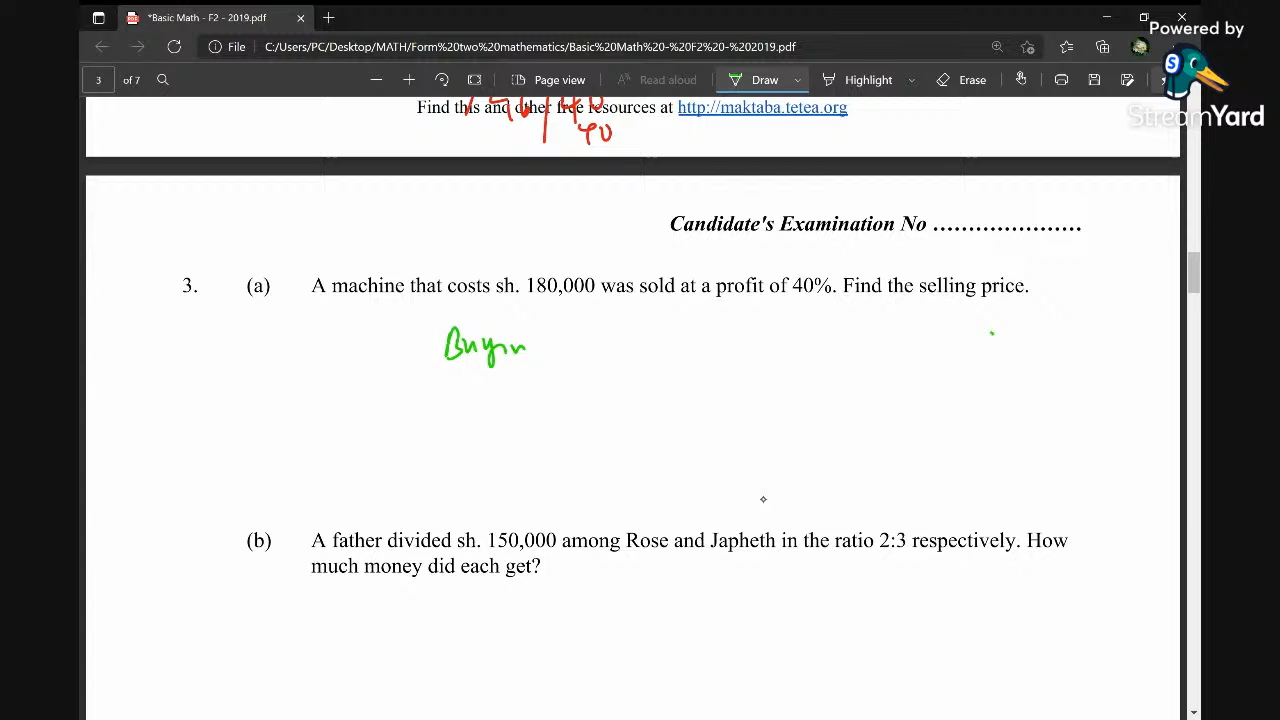 *Basic Math - F2 - 2019.pdf
File C:/Users/PC/Desktop/MATH/Form%20two%20mathematics/Basic%20Math%20-%20F2%20-%202019.pdf
Powered by
StreamYard
3 of 7 Page view Read aloud Draw Highlight Erase
Find this and other free resources at http://maktaba.tetea.org
40
Candidate's Examination No …………………
3. (a) A machine that costs sh. 180,000 was sold at a profit of 40%. Find the selling price.
Buyin
(b) A father divided sh. 150,000 among Rose and Japheth in the ratio 2:3 respectively. How
much money did each get?